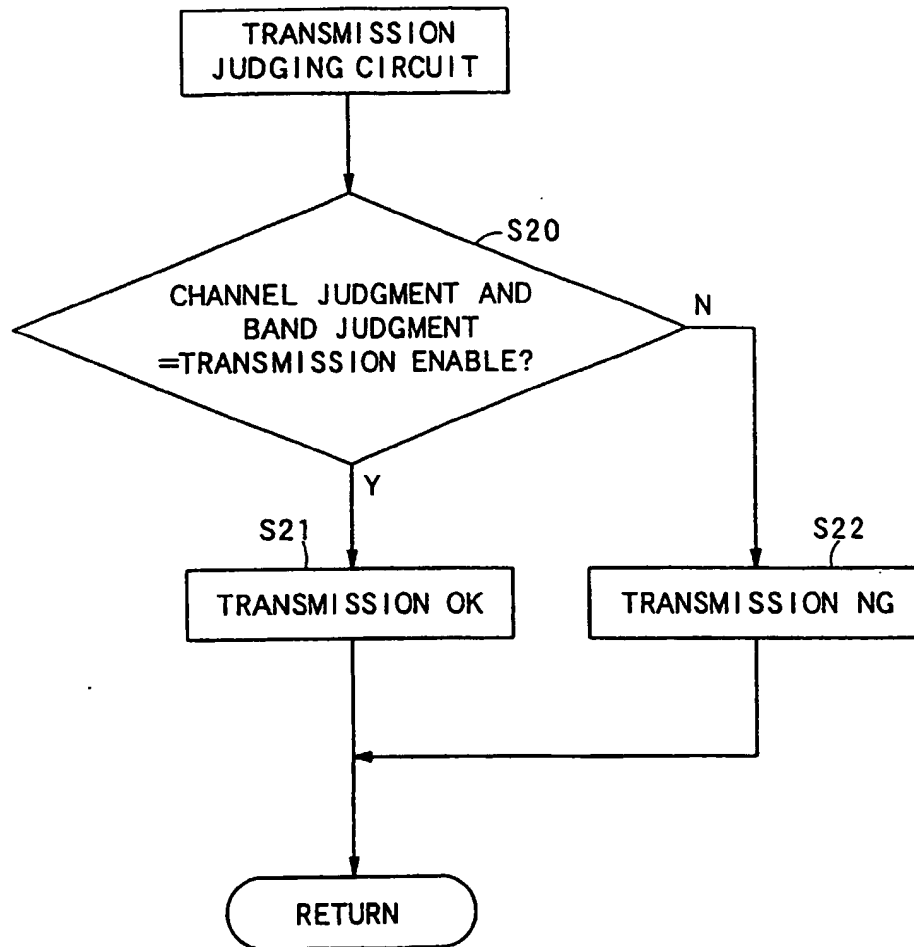 TRANSMISSION
JUDGING CIRCUIT
S20
CHANNEL JUDGMENT AND
BAND JUDGMENT
=TRANSMISSION ENABLE?
N
Y
S21
S22
TRANSMISSION OK
TRANSMISSION NG
RETURN